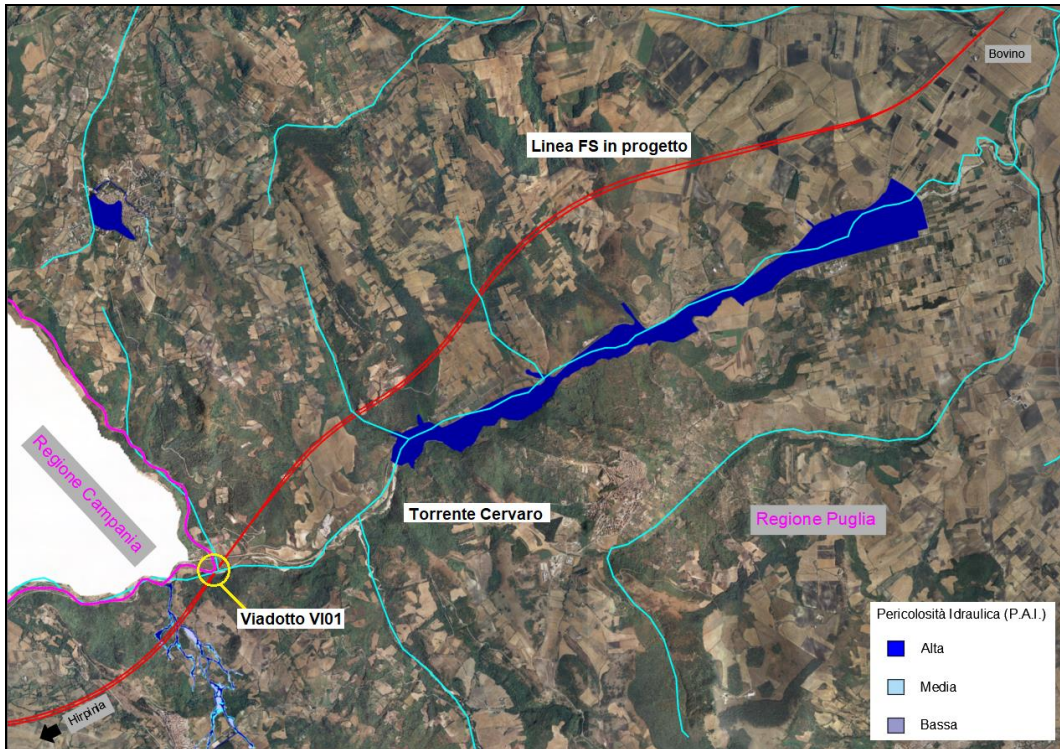 Bovino
Linea FS in progetto
Regione Campania
Torrente Cervaro
Regione Puglia
Viadotto VI01
Hirpinia
Pericolosità Idraulica (P.A.I.)
Alta
Media
Bassa